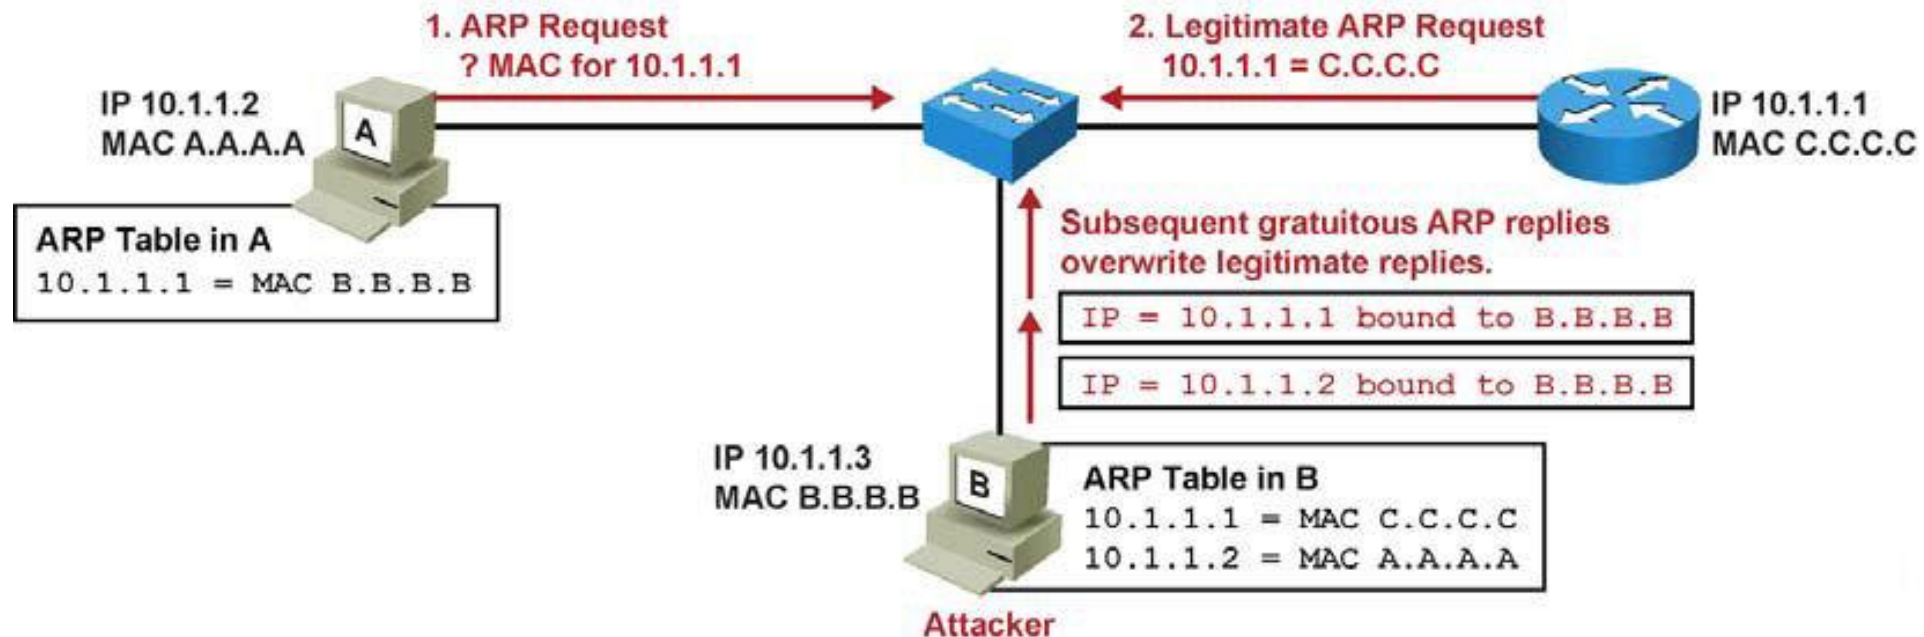 1. ARP Request
? MAC for 10.1.1.1
2. Legitimate ARP Request
10.1.1.1 = C.C.C.C
IP 10.1.1.2
MAC A.A.A.A
A
IP 10.1.1.1
MAC C.C.C.C
ARP Table in A
10.1.1.1 = MAC B.B.B.B
Subsequent gratuitous ARP replies
overwrite legitimate replies.
IP = 10.1.1.1 bound to B.B.B.B
IP = 10.1.1.2 bound to B.B.B.B
IP 10.1.1.3
MAC B.B.B.B
B
ARP Table in B
10.1.1.1 = MAC C.C.C.C
10.1.1.2 = MAC A.A.A.A
Attacker